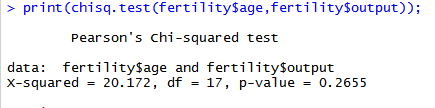 > print(chisq.test(fertility$age,fertility$output));
Pearson's Chi-squared test
data:  fertility$age and fertility$output
X-squared = 20.172, df = 17, p-value = 0.2655